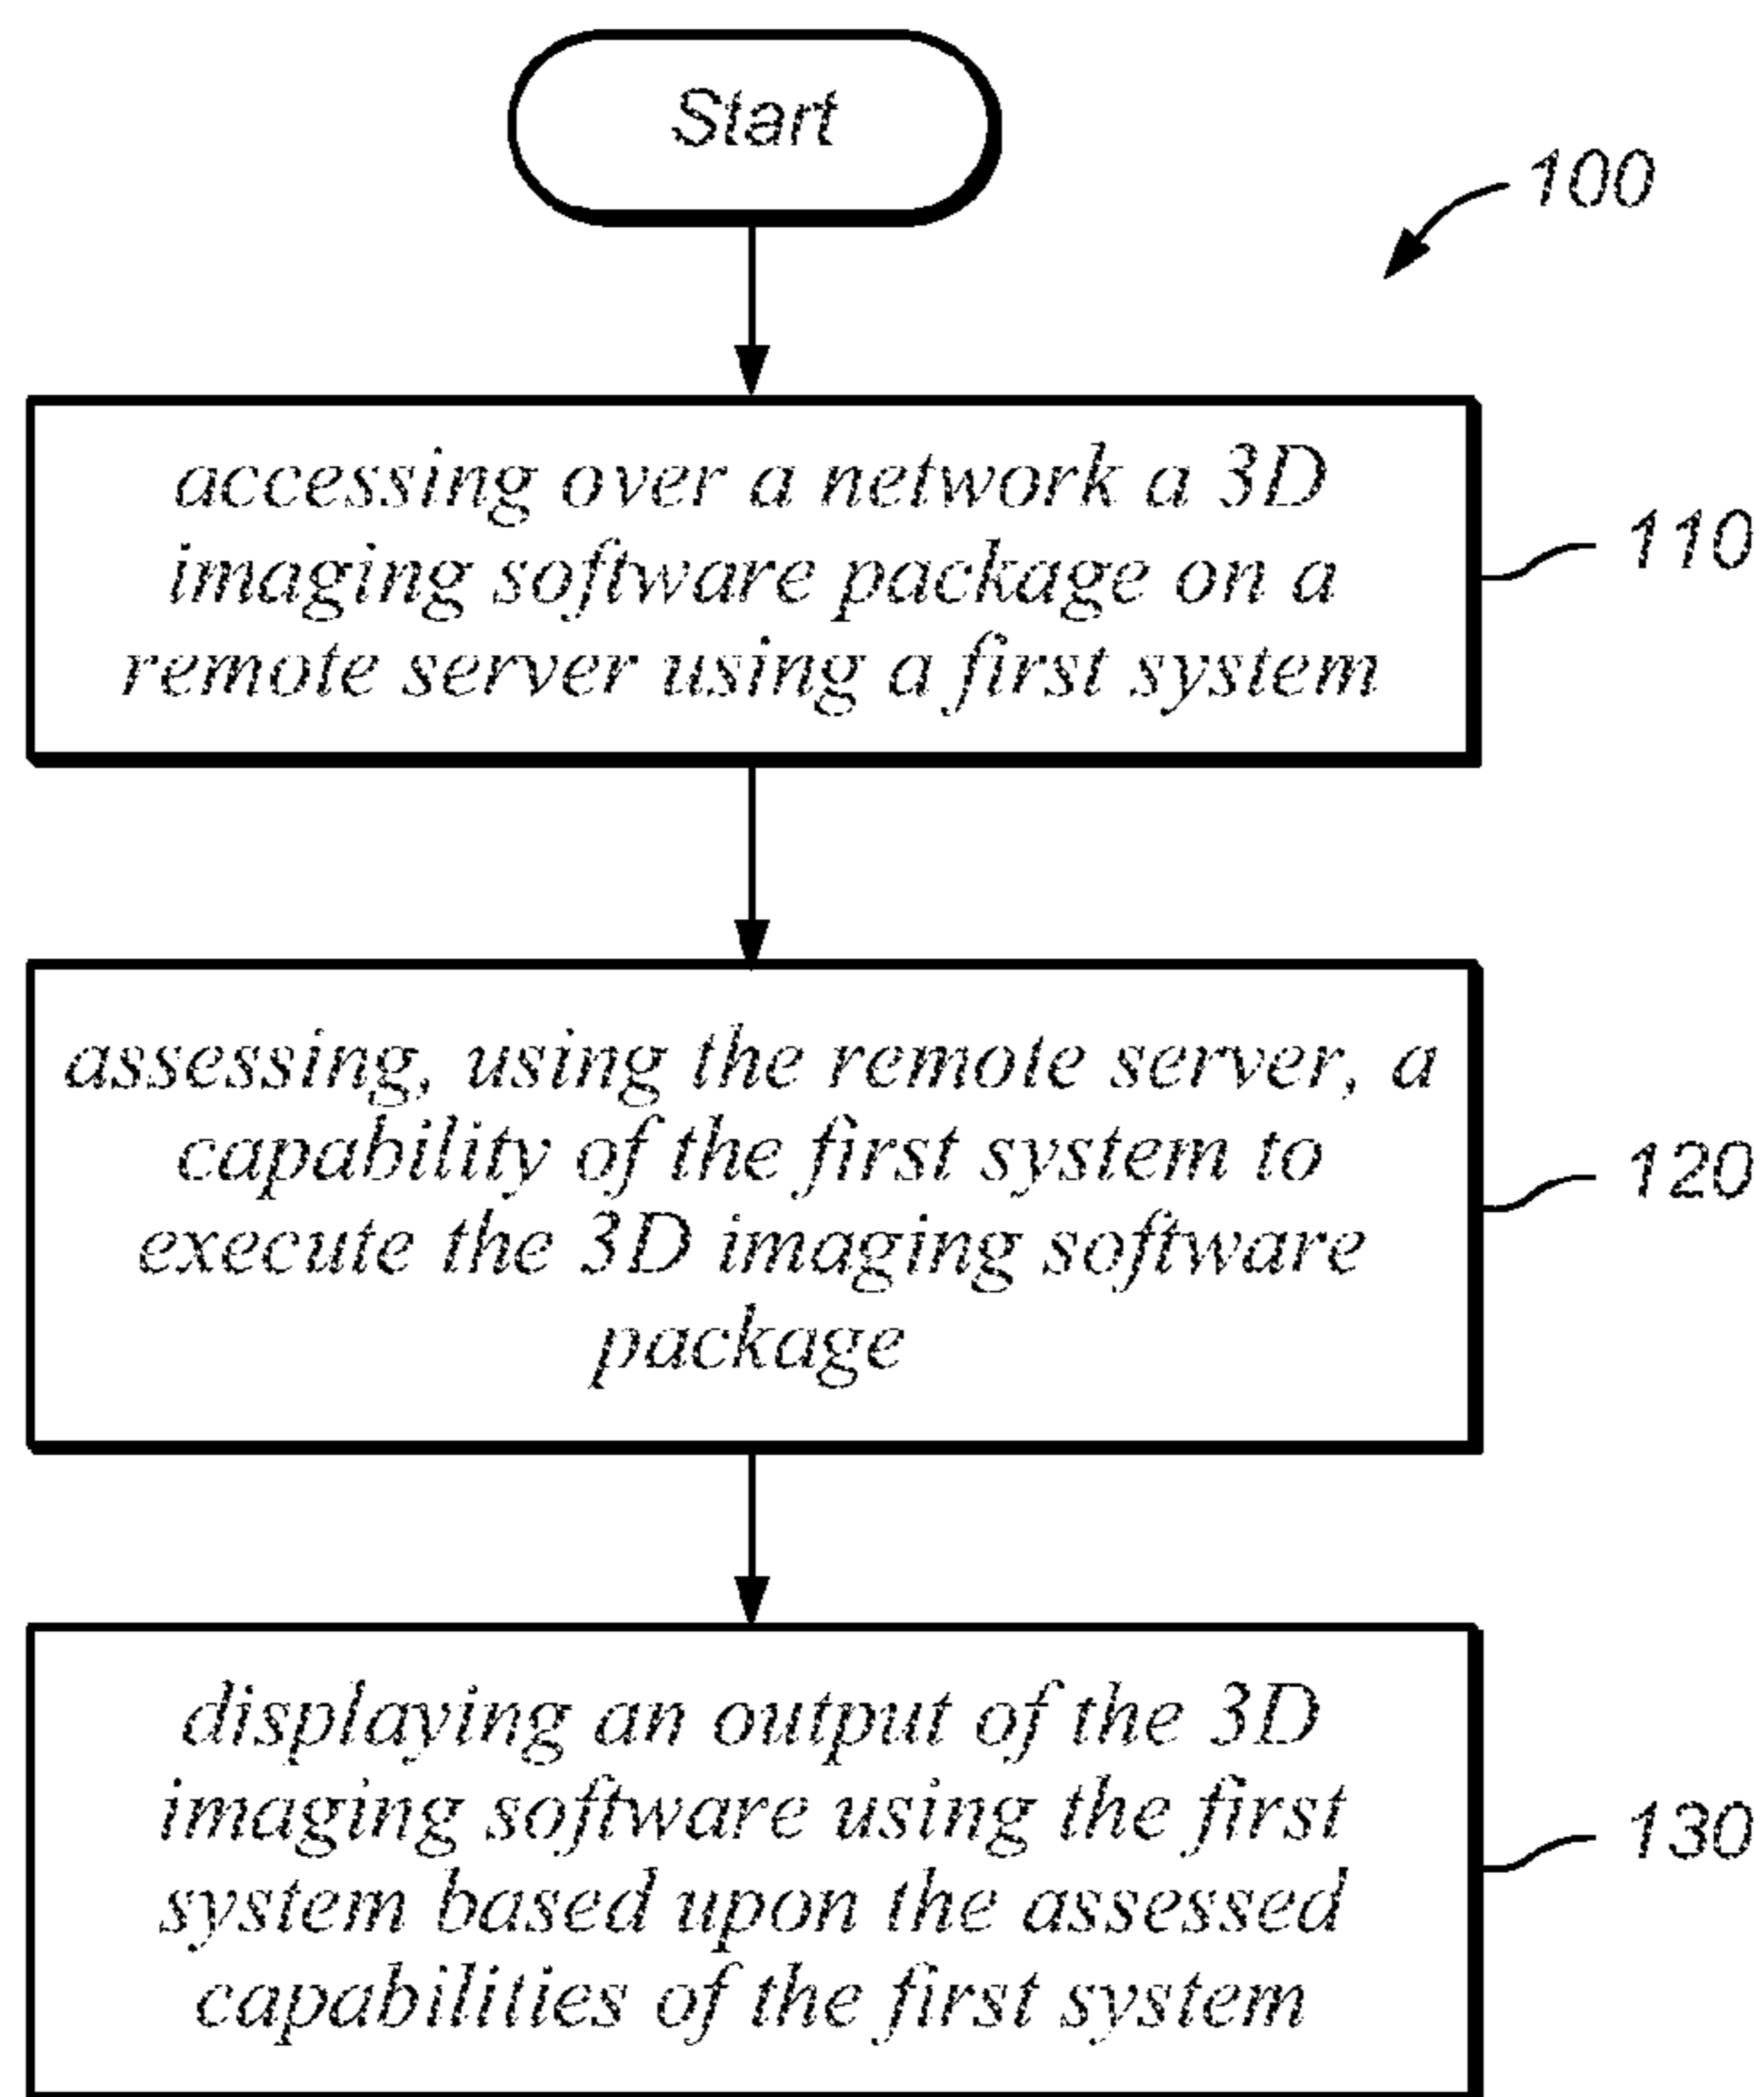 Start
100
accessing over a network a 3D
imaging software package on a
remote server using a first system
110
assessing, using the remote server, a
capability of the first system to
execute the 3D imaging software
package
120
displaying an output of the 3D
imaging software using the first
system based upon the assessed
capabilities of the first system
130